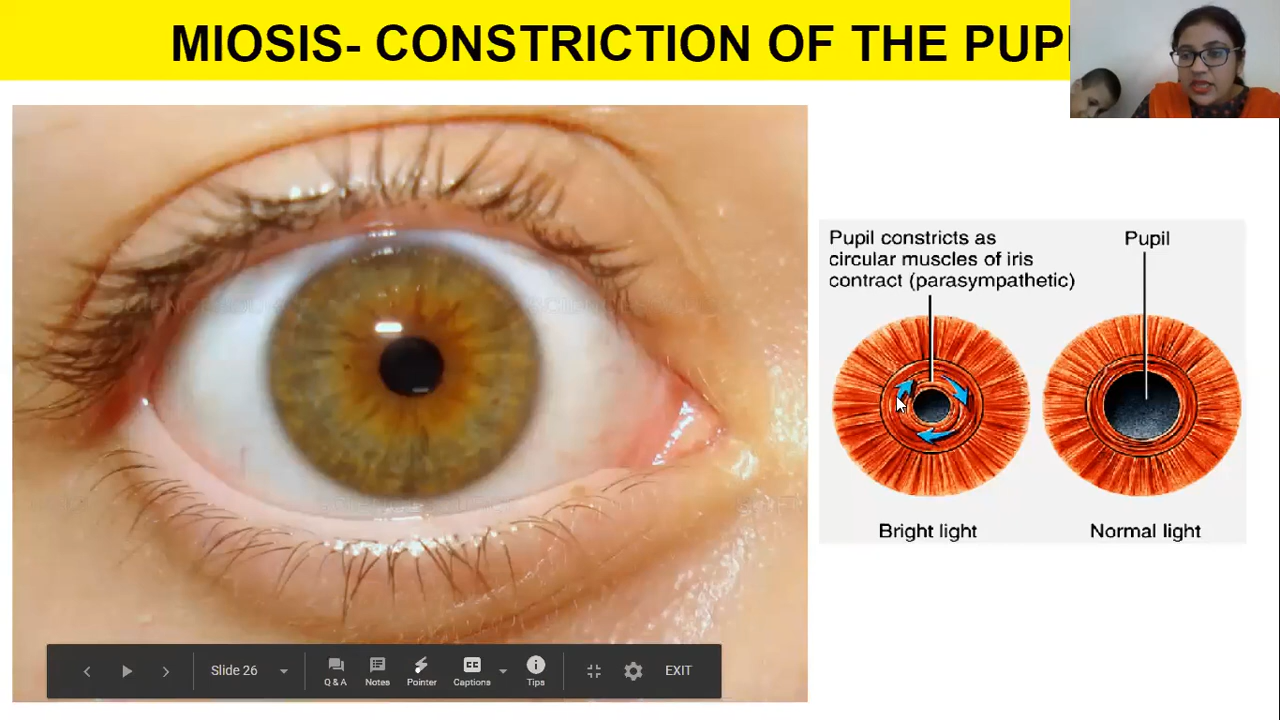 MIOSIS- CONSTRICTION OF THE PUPI
Pupil constricts as
circular muscles of iris
contract (parasympathetic)
Pupil
Bright light
Normal light
Slide 26
Q & A
Notes
Pointer
Captions
Tips
EXIT